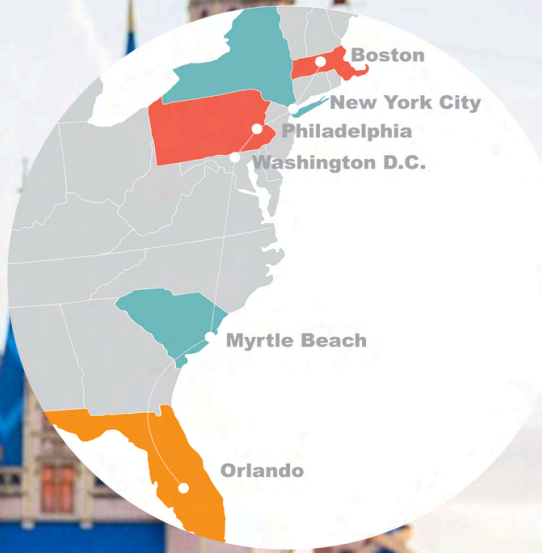 Boston
New York City
Philadelphia
Washington D.C.
Myrtle Beach
Orlando